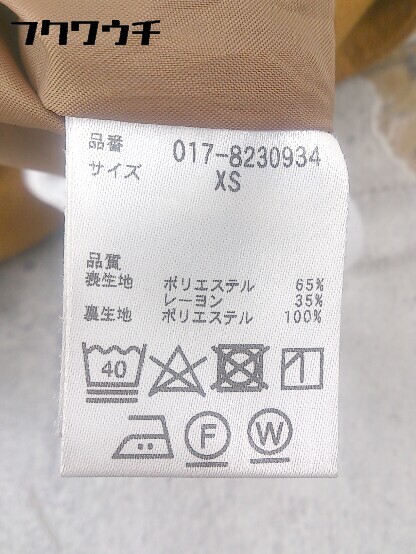 フクワウチ
品番 017-8230934
サイズ XS
品質
表生地 ポリエステル 65%
レーヨン 35%
裏生地 ポリエステル 100%
40
F W